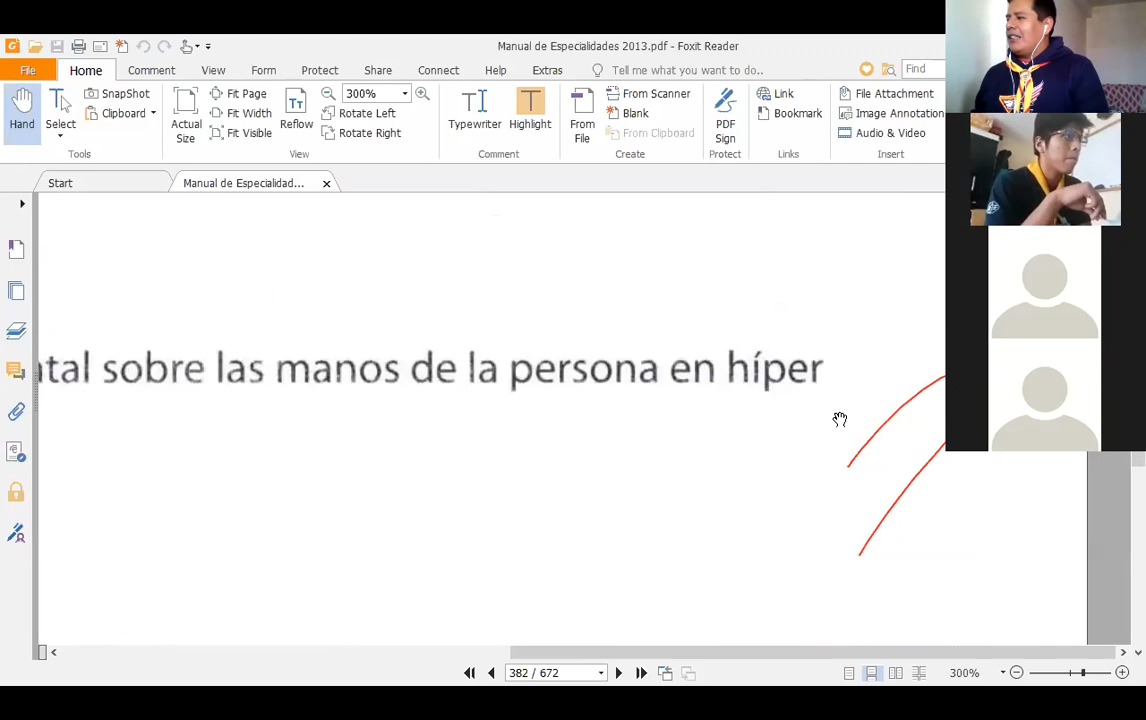 Manual de Especialidades 2013.pdf - Foxit Reader
File Home Comment View Form Protect Share Connect Help Extras Tell me what you want to do.. Find
Hand
Select
SnapShot
Clipboard
Tools
Actual Size
Fit Page
Fit Width
Fit Visible
Reflow
300%
Rotate Left
Rotate Right
View
Typewriter
Highlight
Comment
From File
From Scanner
Blank
From Clipboard
Create
PDF Sign
Protect
Link
Bookmark
Links
File Attachment
Image Annotation
Audio & Video
Insert
Start
Manual de Especialidad...
ntal sobre las manos de la persona en híper
382 / 672
300%